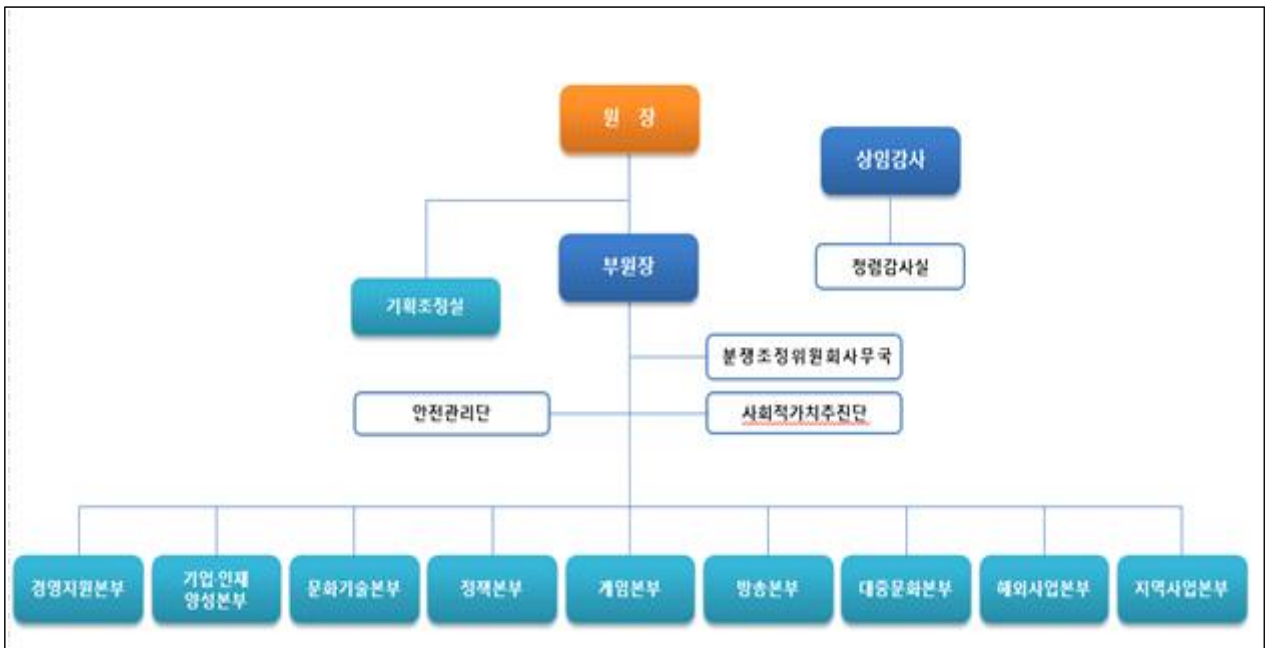 원 장
상임감사
부원장
청렴감사실
기획조정실
분쟁조정위원회사무국
안전관리단
사회적가치추진단
경영지원본부
기업·인재
양성본부
문화기술본부
정책본부
게임본부
방송본부
대중문화본부
해외사업본부
지역사업본부